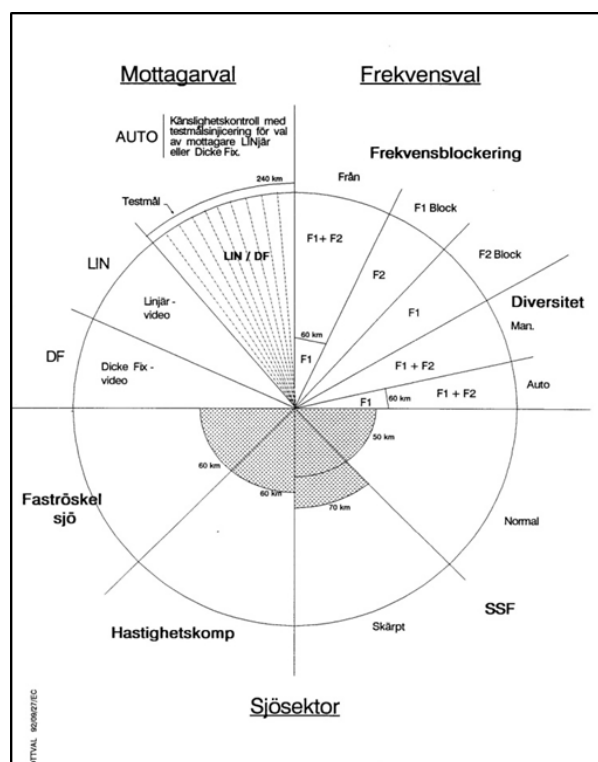 Mottagarval
Frekvensval
AUTO
Känslighetskontroll med
testmålsinjicering för val
av mottagare LINjär
eller Dicke Fix.
Frekvensblockering
240 km
Från
Testmål
F1 Block
LIN
F1+ F2
F2 Block
LIN / DF
F2
Linjär-
video
F1
Diversitet
Man.
60 km
DF
F1
F1 + F2
Dicke Fix -
video
Auto
F1 + F2
F1
60 km
50 km
60 km
60 km
70 km
Faströskel
sjö
Normal
SSF
Hastighetskomp
Skärpt
Sjösektor
TTVAL 92/09/27/EC